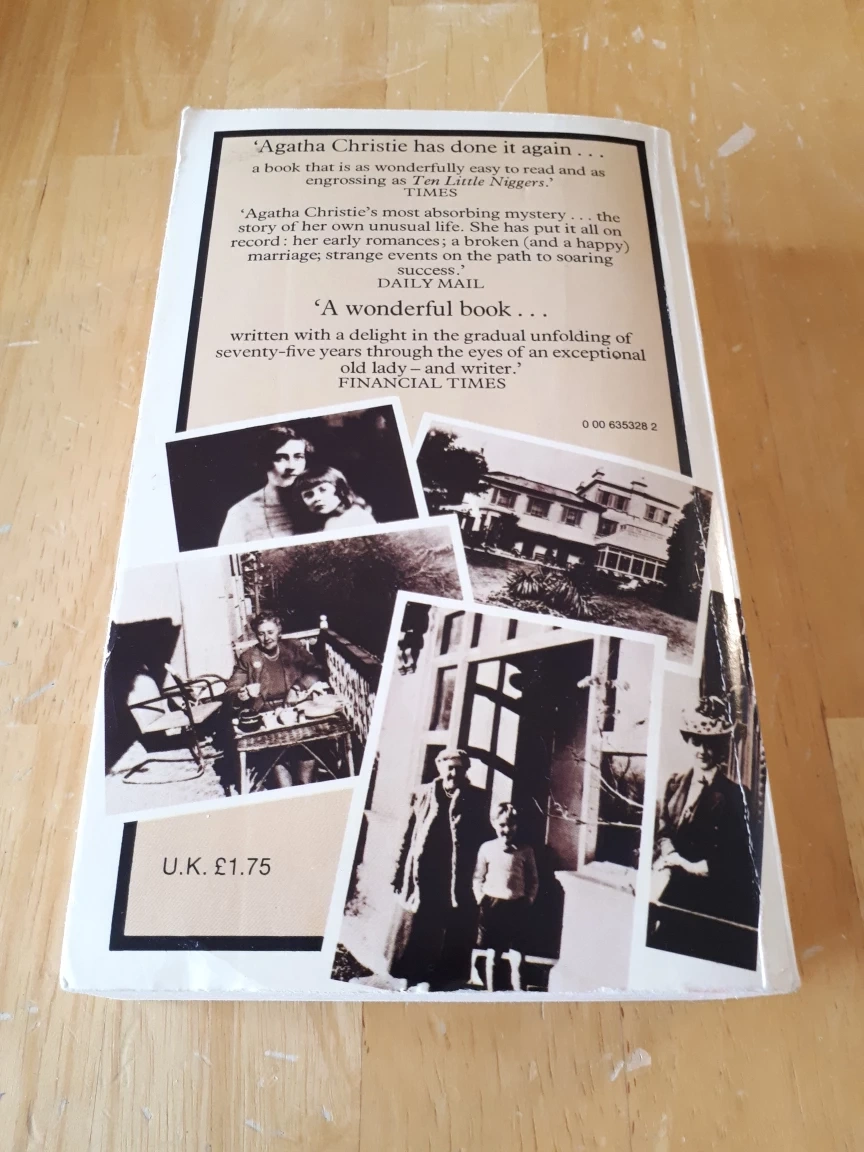 ‘Agatha Christie has done it again . . .
a book that is as wonderfully easy to read and as
engrossing as Ten Little Niggers.’
TIMES
‘Agatha Christie’s most absorbing mystery . . . the
story of her own unusual life. She has put it all on
record : her early romances; a broken (and a happy)
marriage; strange events on the path to soaring
success.’
DAILY MAIL
‘A wonderful book . . .
written with a delight in the gradual unfolding of
seventy-five years through the eyes of an exceptional
old lady – and writer.’
FINANCIAL TIMES
0 00 635328 2
U.K. £1.75